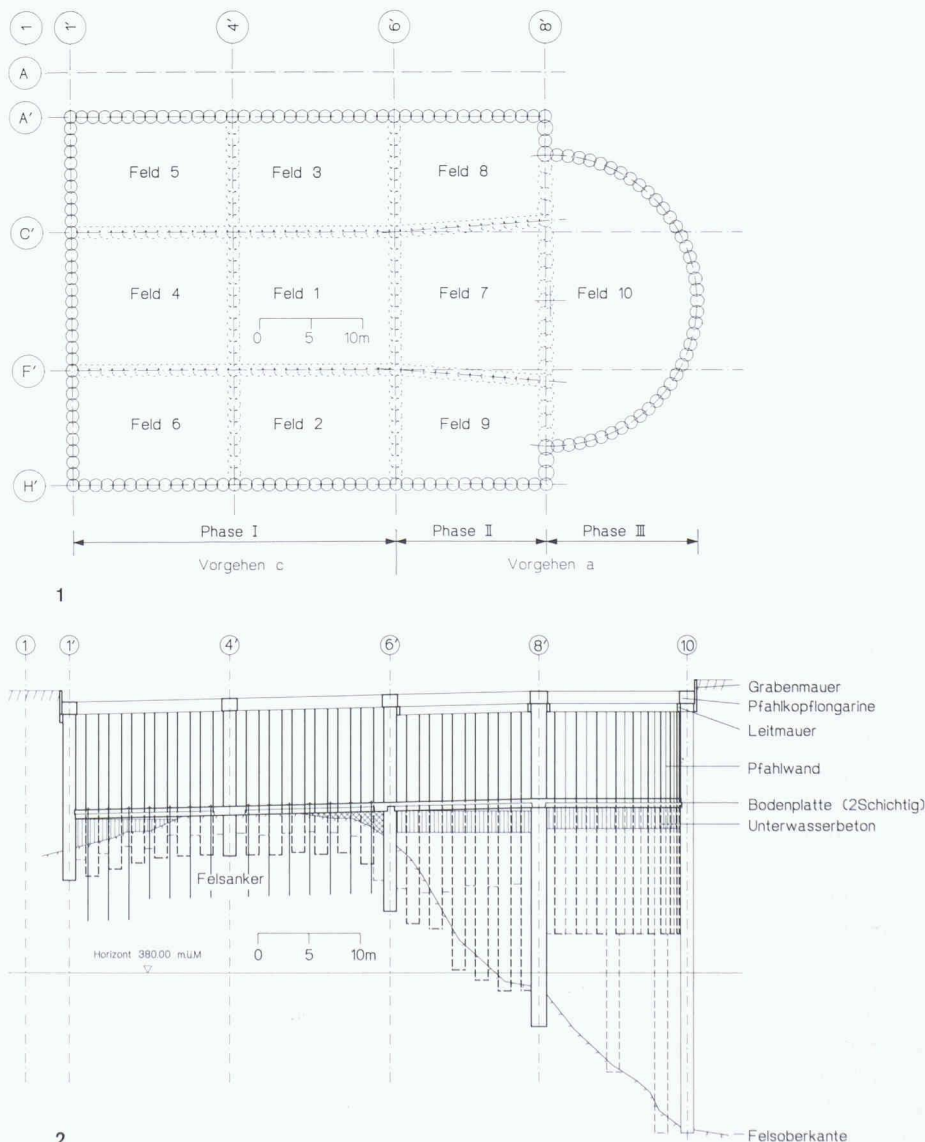 1 1' 4' 6' 8'
A
A'
Feld 5 Feld 3 Feld 8
C'
Feld 4 Feld 1 Feld 7 Feld 10
0 5 10m
F'
Feld 6 Feld 2 Feld 9
H'
Phase I Phase II Phase III
Vorgehen c Vorgehen a
1
1 1' 4' 6' 8' 10
Grabenmauer
Pfahlkopflongarine
Leitmauer
Pfahlwand
Bodenplatte (2Schichtig)
Unterwasserbeton
Felsanker
Horizont 380.00 m.ü.M
0 5 10m
Felsoberkante
2